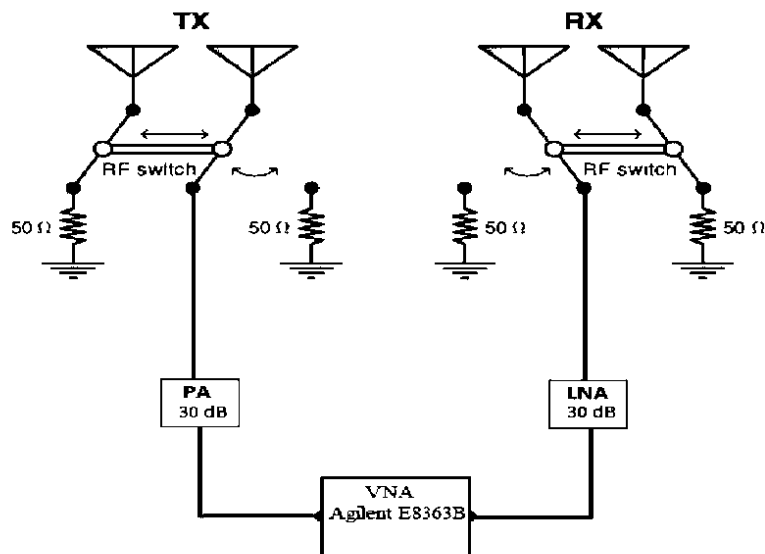 TX RX
RF switch RF switch
50 Ω 50 Ω 50 Ω 50 Ω
PA
30 dB
LNA
30 dB
VNA
Agilent E8363B